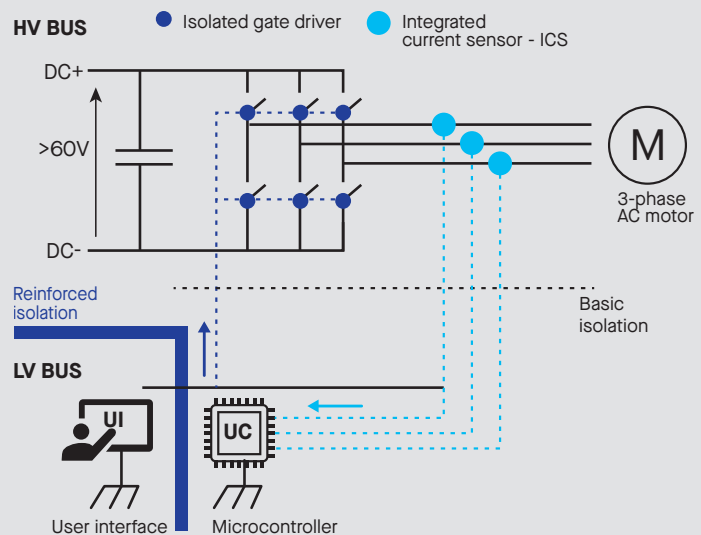 HV BUS
Isolated gate driver
Integrated
current sensor - ICS
DC+
>60V
M
3-phase
AC motor
DC-
Reinforced
isolation
Basic
isolation
LV BUS
UI
UC
User interface
Microcontroller